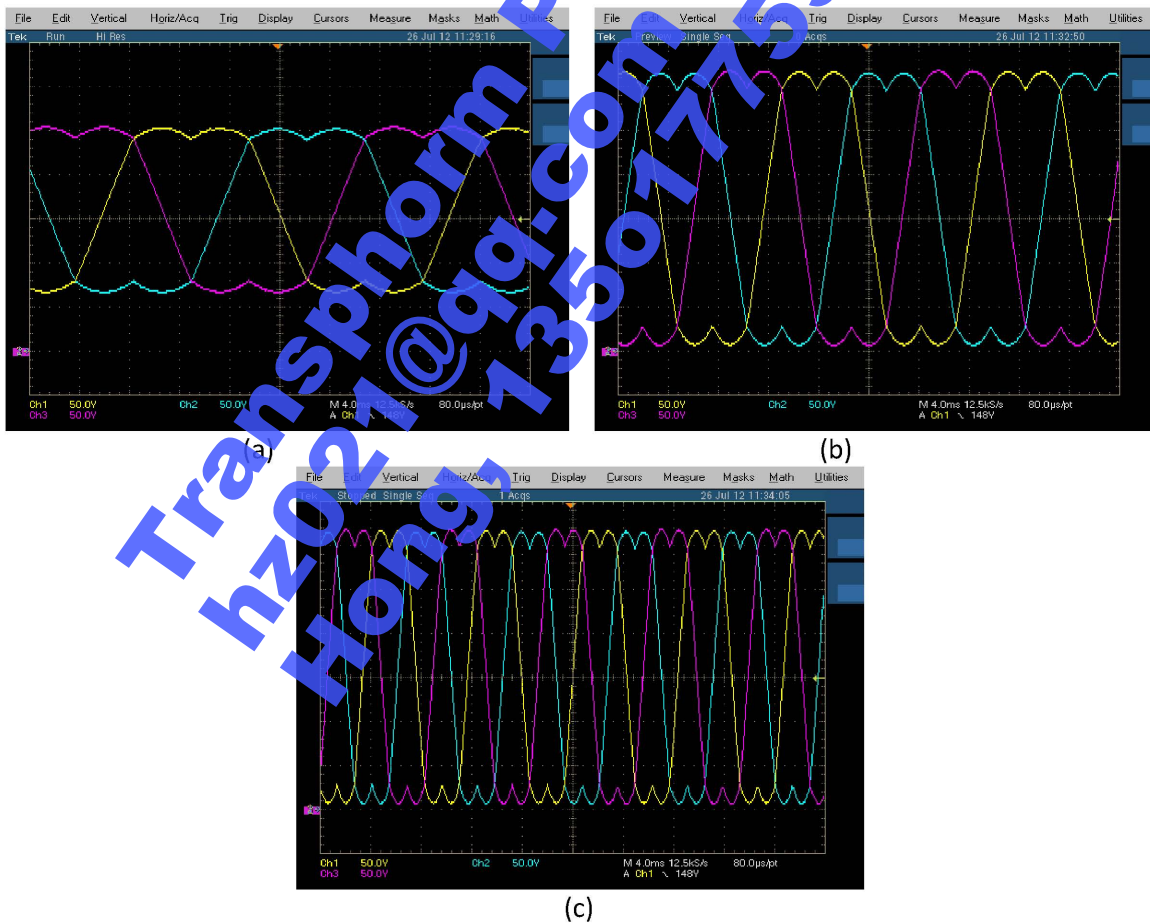 File Edit Vertical Horiz/Acq Trig Display Cursors Measure Masks Math Utilities
Tek Run Hi Res 26 Jul 12 11:29:16
Ch1 50.0V Ch2 50.0V M 4.0ms 12.5kS/s 80.0µs/pt
Ch3 50.0V A Ch1 148V
(a)
File Edit Vertical Horiz/Acq Trig Display Cursors Measure Masks Math Utilities
Tek Preview Single Seq Acqs 26 Jul 12 11:32:50
Ch1 50.0V Ch2 50.0V M 4.0ms 12.5kS/s 80.0µs/pt
Ch3 50.0V A Ch1 148V
(b)
File Edit Vertical Horiz/Acq Trig Display Cursors Measure Masks Math Utilities
Tek Stopped Single Seq 1 Acqs 26 Jul 12 11:34:05
Ch1 50.0V Ch2 50.0V M 4.0ms 12.5kS/s 80.0µs/pt
Ch3 50.0V A Ch1 148V
(c)
Transphorm
hz021@qq.com
Hong,